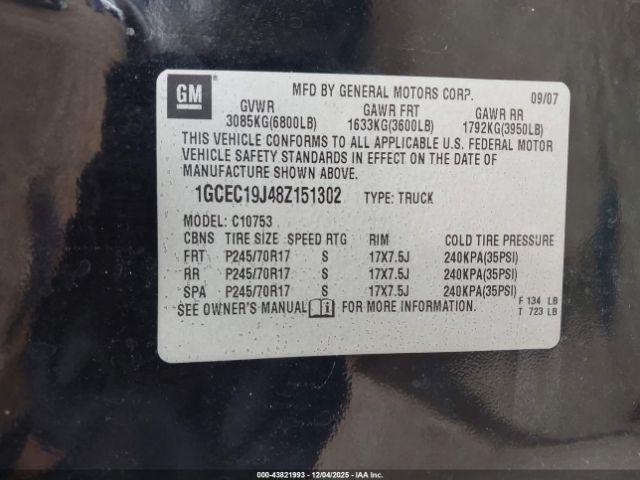 GM
MFD BY GENERAL MOTORS CORP. 09/07
GVWR GAWR FRT GAWR RR
3085KG(6800LB) 1633KG(3600LB) 1792KG(3950LB)
THIS VEHICLE CONFORMS TO ALL APPLICABLE U.S. FEDERAL MOTOR
VEHICLE SAFETY STANDARDS IN EFFECT ON THE DATE OF
MANUFACTURE SHOWN ABOVE.
1GCEC19J48Z151302 TYPE: TRUCK
MODEL: C10753
CBNS TIRE SIZE SPEED RTG RIM COLD TIRE PRESSURE
FRT P245/70R17 S 17X7.5J 240KPA(35PSI)
RR P245/70R17 S 17X7.5J 240KPA(35PSI)
SPA P245/70R17 S 17X7.5J 240KPA(35PSI)
SEE OWNER'S MANUAL FOR MORE INFORMATION.
F 134 LB
T 723 LB
000-43821993 - 12/04/2025 - IAA Inc.